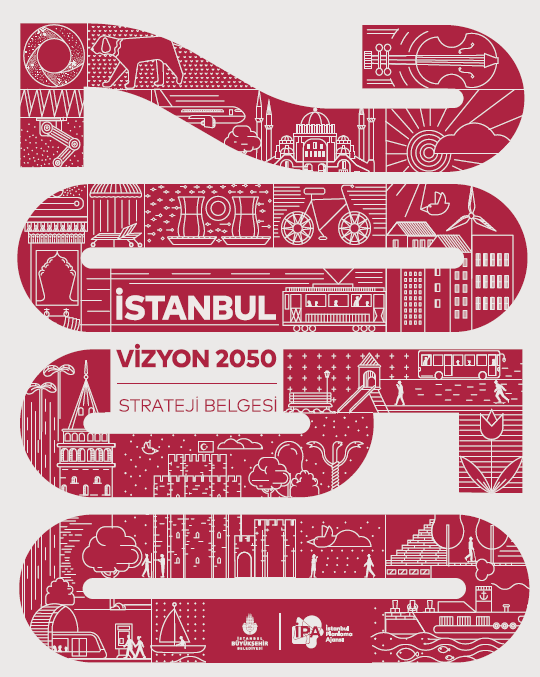 İSTANBUL
VİZYON 2050
STRATEJİ BELGESİ
İSTANBUL
BÜYÜKŞEHİR
BELEDİYESİ
İPA
İstanbul
Planlama
Ajansı